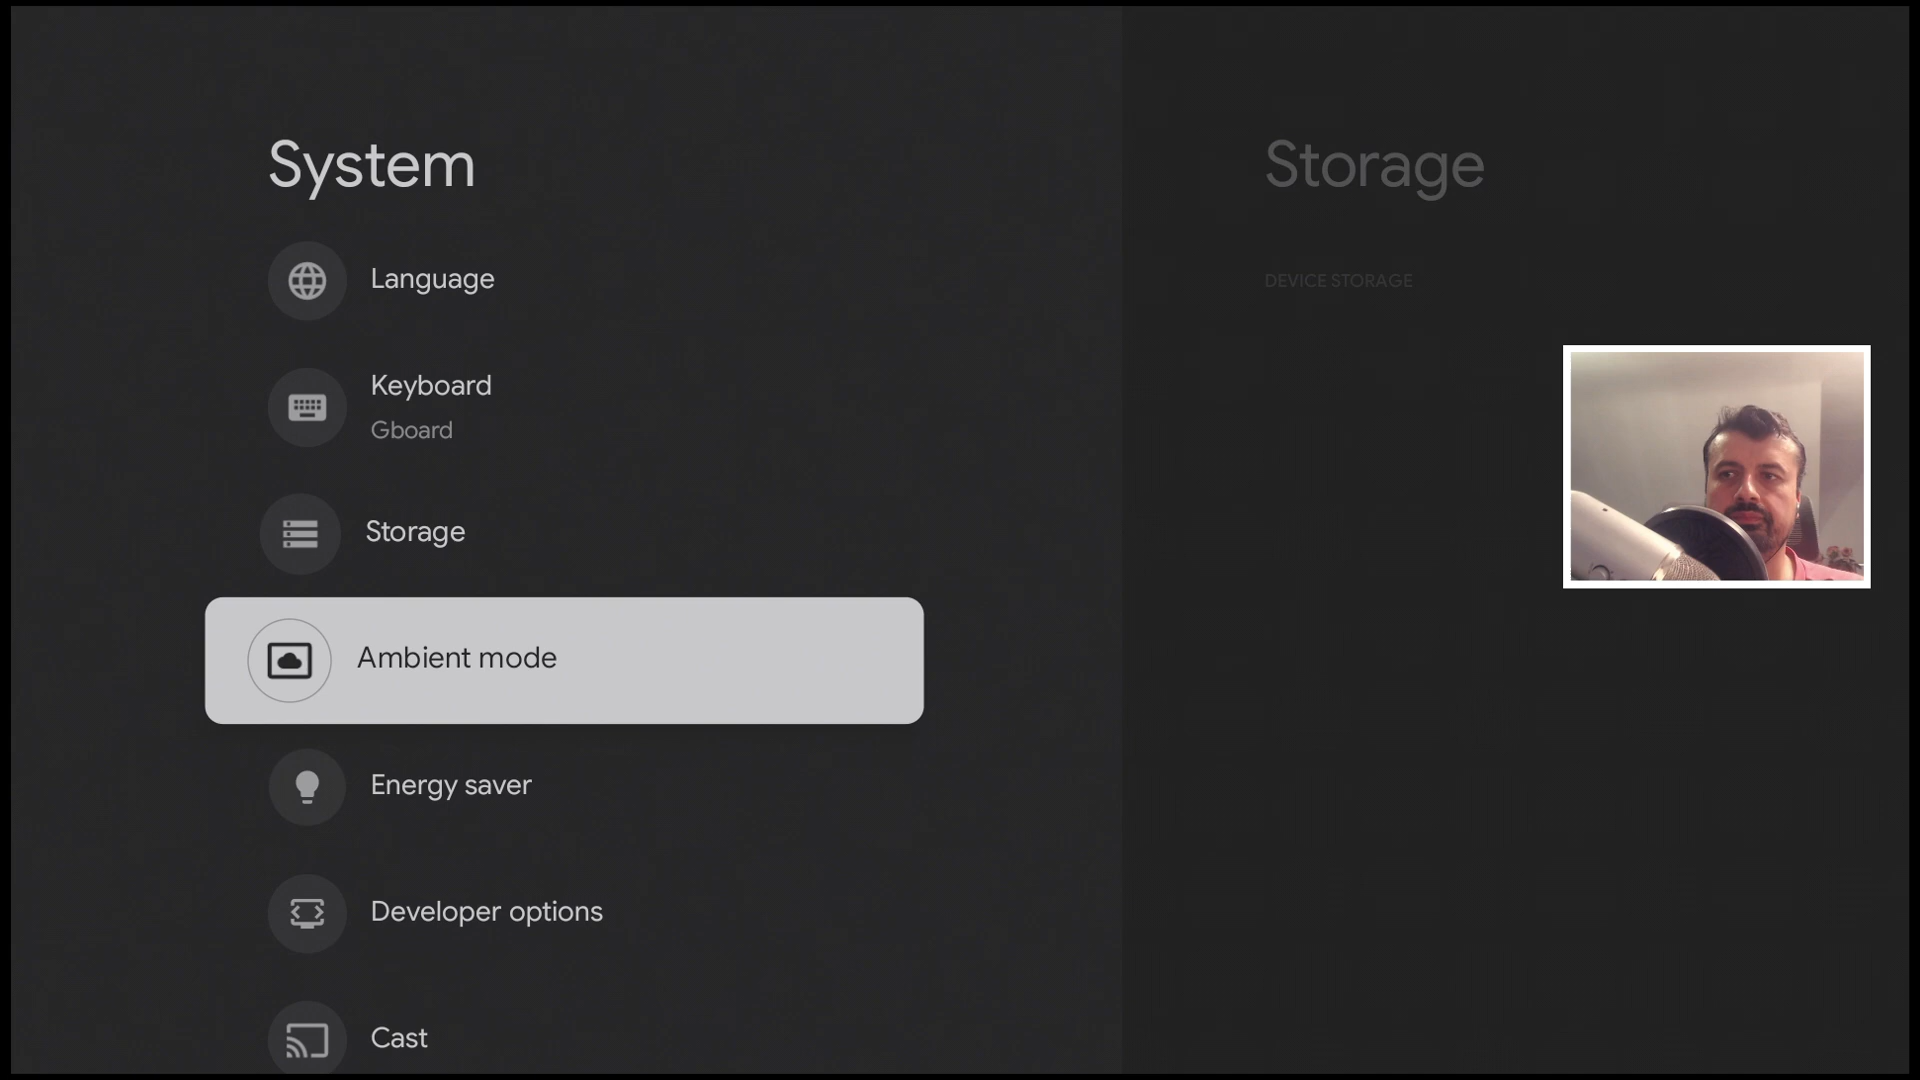 System
Language
Keyboard
Gboard
Storage
Ambient mode
Energy saver
Developer options
Cast
Storage
DEVICE STORAGE